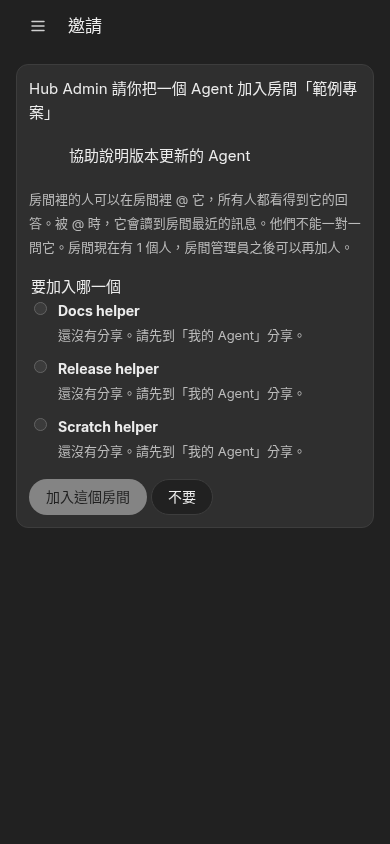 邀請
Hub Admin 請你把一個 Agent 加入房間「範例專
案」
協助說明版本更新的 Agent
房間裡的人可以在房間裡 @ 它，所有人都看得到它的回
答。被 @ 時，它會讀到房間最近的訊息。他們不能一對一
問它。房間現在有 1 個人，房間管理員之後可以再加人。
要加入哪一個
Docs helper
還沒有分享。請先到「我的 Agent」分享。
Release helper
還沒有分享。請先到「我的 Agent」分享。
Scratch helper
還沒有分享。請先到「我的 Agent」分享。
加入這個房間 不要